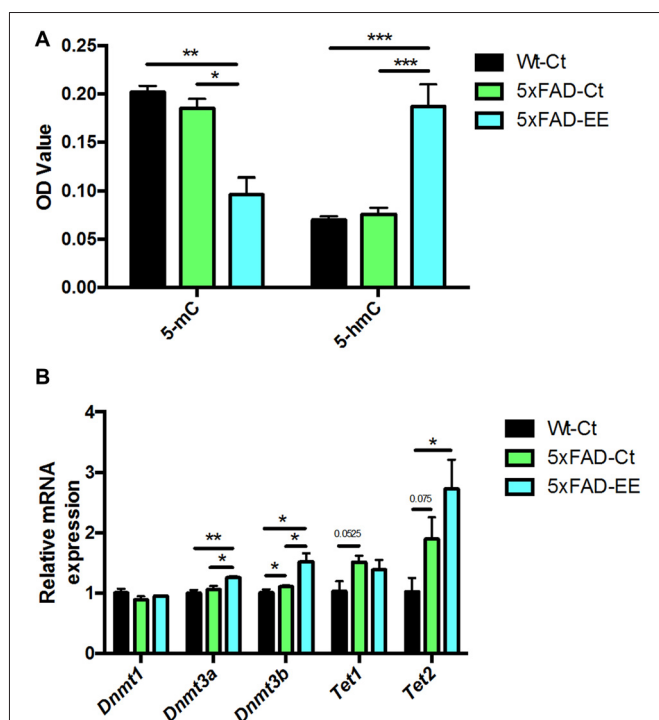 A
0.25
0.20
0.15
0.10
0.05
0.00
OD Value
**
*
***
***
5-mC
5-hmC
Wt-Ct
5xFAD-Ct
5xFAD-EE
B
4
3
2
1
0
Relative mRNA
expression
**
*
*
*
*
0.0525
*
0.075
Dnmt1
Dnmt3a
Dnmt3b
Tet1
Tet2
Wt-Ct
5xFAD-Ct
5xFAD-EE